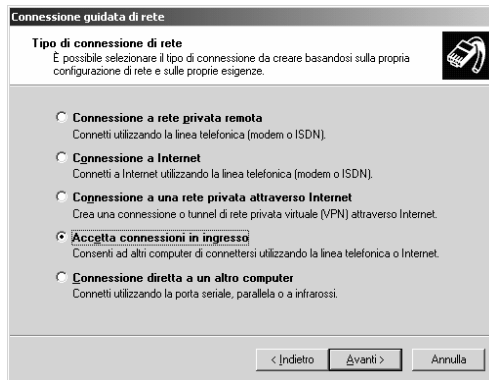 Connessione guidata di rete
Tipo di connessione di rete
È possibile selezionare il tipo di connessione da creare basandosi sulla propria
configurazione di rete e sulle proprie esigenze.
Connessione a rete privata remota
Connetti utilizzando la linea telefonica (modem o ISDN).
Connessione a Internet
Connetti a Internet utilizzando la linea telefonica (modem o ISDN).
Connessione a una rete privata attraverso Internet
Crea una connessione o tunnel di rete privata virtuale (VPN) attraverso Internet.
Accetta connessioni in ingresso
Consenti ad altri computer di connettersi utilizzando la linea telefonica o Internet.
Connessione diretta a un altro computer
Connetti utilizzando la porta seriale, parallela o a infrarossi.
< Indietro Avanti > Annulla